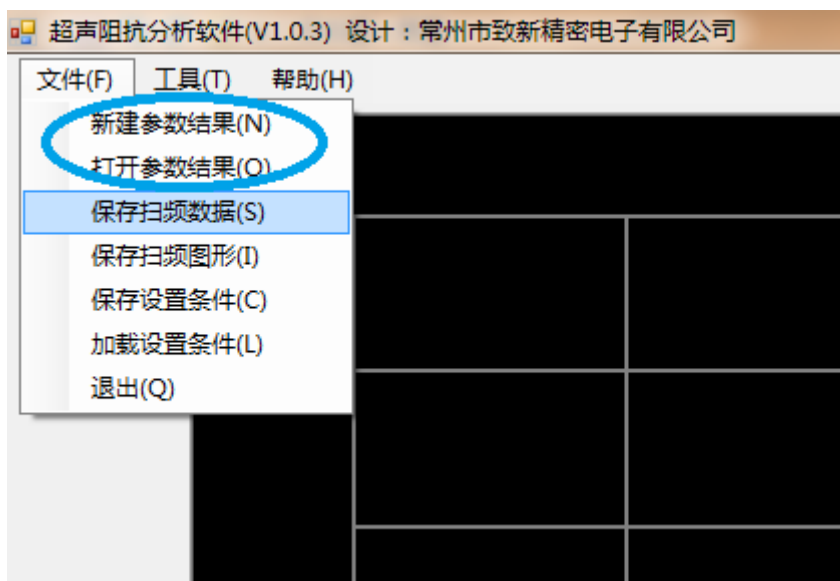 超声阻抗分析软件(V1.0.3) 设计：常州市致新精密电子有限公司
文件(F) 工具(T) 帮助(H)
新建参数结果(N)
打开参数结果(O)
保存扫频数据(S)
保存扫频图形(I)
保存设置条件(C)
加载设置条件(L)
退出(Q)